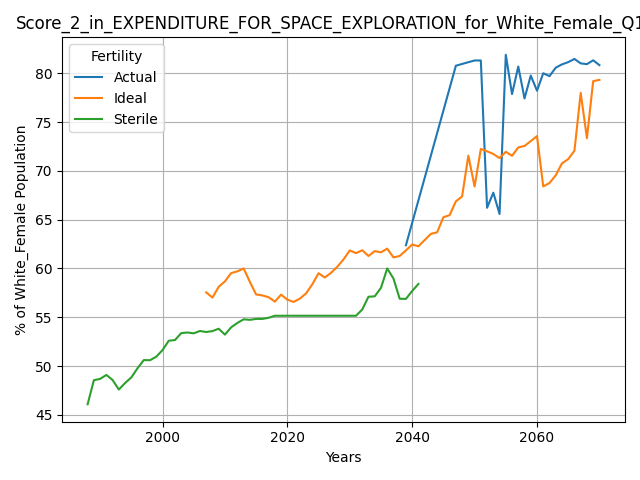 Score_2_in_EXPENDITURE_FOR_SPACE_EXPLORATION_for_White_Female_Q1
Fertility
Actual
Ideal
Sterile
% of White_Female Population
80
75
70
65
60
55
50
45
2000
2020
2040
2060
Years